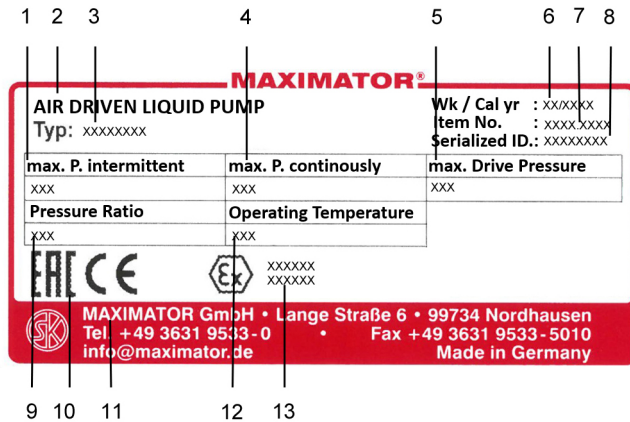 1 2 3 4 5 6 7 8
MAXIMATOR®
AIR DRIVEN LIQUID PUMP
Typ: xxxxxxxx
Wk / Cal yr : xx/xxxx
Item No. : xxxx.xxxx
Serialized ID.: xxxxxxxx
max. P. intermittent max. P. continously max. Drive Pressure
xxx xxx xxx
Pressure Ratio Operating Temperature
xxx xxx
EAC CE Ex xxxxxx
xxxxxx
SK
MAXIMATOR GmbH • Lange Straße 6 • 99734 Nordhausen
Tel +49 3631 9533-0 • Fax +49 3631 9533-5010
info@maximator.de Made in Germany
9 10 11 12 13